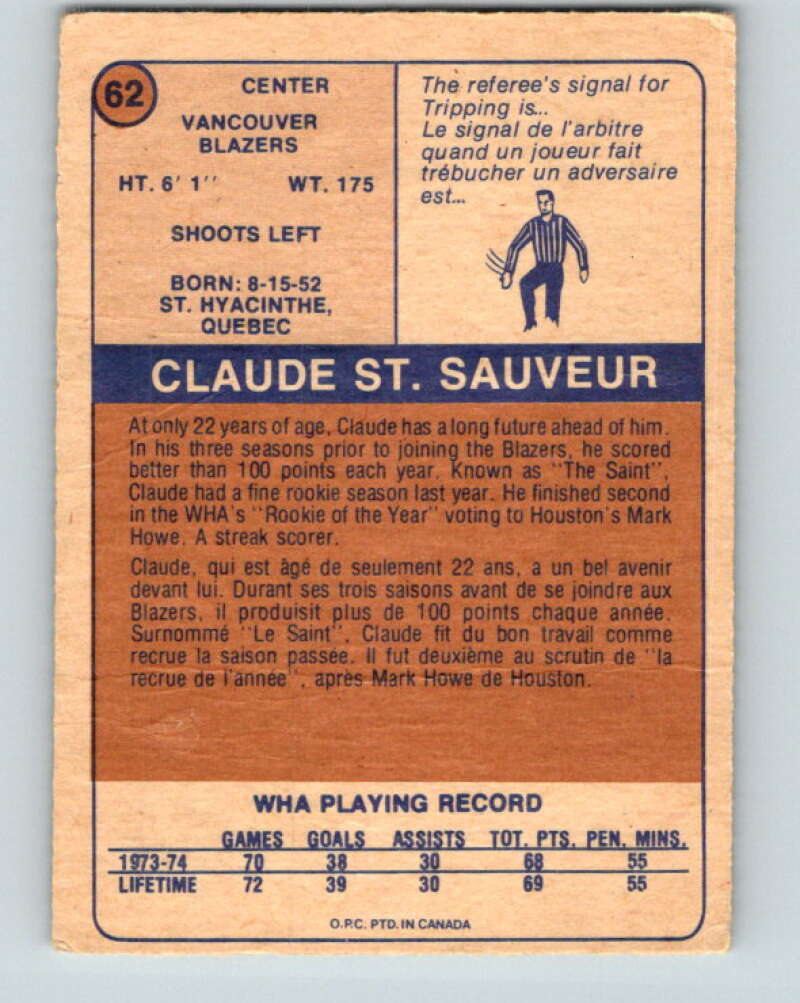 62
CENTER
VANCOUVER
BLAZERS
HT. 6' 1'' WT. 175
SHOOTS LEFT
BORN: 8-15-52
ST. HYACINTHE,
QUEBEC
The referee's signal for
Tripping is...
Le signal de l'arbitre
quand un joueur fait
trébucher un adversaire
est...
CLAUDE ST. SAUVEUR
At only 22 years of age, Claude has a long future ahead of him.
In his three seasons prior to joining the Blazers, he scored
better than 100 points each year. Known as "The Saint",
Claude had a fine rookie season last year. He finished second
in the WHA's "Rookie of the Year" voting to Houston's Mark
Howe. A streak scorer.
Claude, qui est âgé de seulement 22 ans, a un bel avenir
devant lui. Durant ses trois saisons avant de se joindre aux
Blazers, il produisit plus de 100 points chaque année.
Surnommé "Le Saint", Claude fit du bon travail comme
recrue la saison passée. Il fut deuxième au scrutin de "la
recrue de l'année", après Mark Howe de Houston.
WHA PLAYING RECORD
GAMES GOALS ASSISTS TOT. PTS. PEN. MINS.
1973-74 70 38 30 68 55
LIFETIME 72 39 30 69 55
O.P.C. PTD. IN CANADA